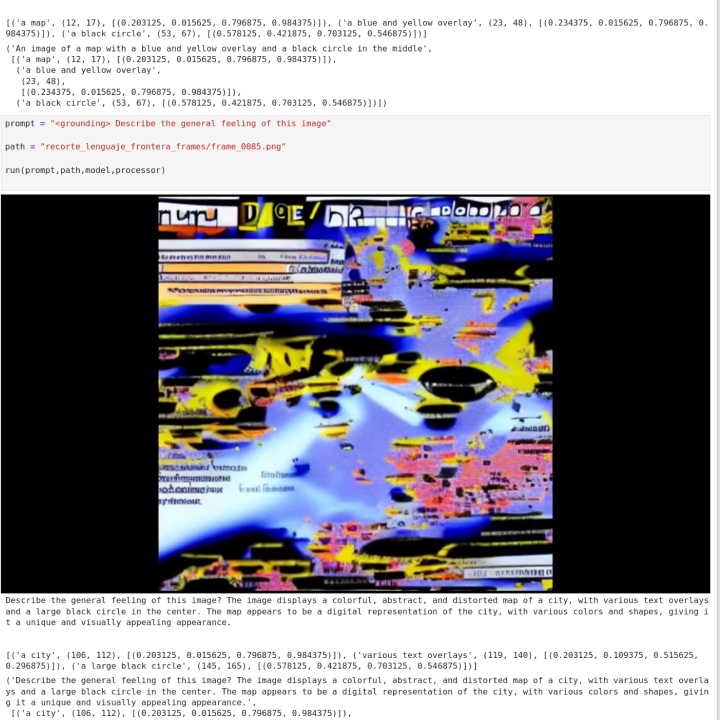 [('a map', (12, 17), [(0.203125, 0.015625, 0.796875, 0.984375)]), ('a blue and yellow overlay', (23, 48), [(0.234375, 0.015625, 0.796875, 0.
984375)]), ('a black circle', (53, 67), [(0.578125, 0.421875, 0.703125, 0.546875)])]
('An image of a map with a blue and yellow overlay and a black circle in the middle',
[('a map', (12, 17), [(0.203125, 0.015625, 0.796875, 0.984375)]),
('a blue and yellow overlay',
(23, 48),
[(0.234375, 0.015625, 0.796875, 0.984375)]),
('a black circle', (53, 67), [(0.578125, 0.421875, 0.703125, 0.546875)])])
prompt = "<grounding> Describe the general feeling of this image"
path = "recorte_lenguaje_frontera_frames/frame_0085.png"
run(prompt,path,model,processor)
Describe the general feeling of this image? The image displays a colorful, abstract, and distorted map of a city, with various text overlays
and a large black circle in the center. The map appears to be a digital representation of the city, with various colors and shapes, giving i
t a unique and visually appealing appearance.
[('a city', (106, 112), [(0.203125, 0.015625, 0.796875, 0.984375)]), ('various text overlays', (119, 140), [(0.203125, 0.109375, 0.515625,
0.296875)]), ('a large black circle', (145, 165), [(0.578125, 0.421875, 0.703125, 0.546875)])]
('Describe the general feeling of this image? The image displays a colorful, abstract, and distorted map of a city, with various text overla
ys and a large black circle in the center. The map appears to be a digital representation of the city, with various colors and shapes, givin
g it a unique and visually appealing appearance.',
[('a city', (106, 112), [(0.203125, 0.015625, 0.796875, 0.984375)]),